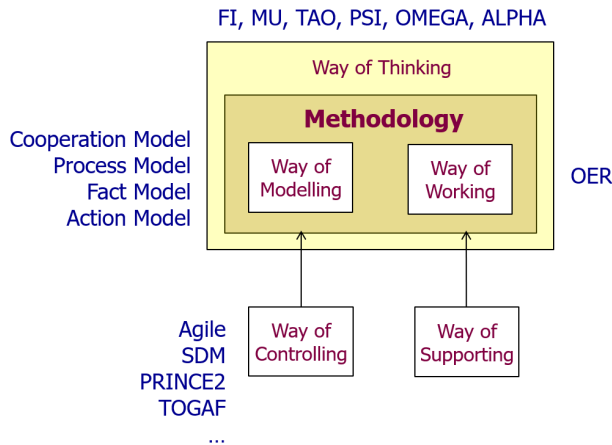 FI, MU, TAO, PSI, OMEGA, ALPHA
Way of Thinking
Methodology
Cooperation Model
Process Model
Fact Model
Action Model
Way of
Modelling
Way of
Working
OER
Agile
SDM
PRINCE2
TOGAF
...
Way of
Controlling
Way of
Supporting